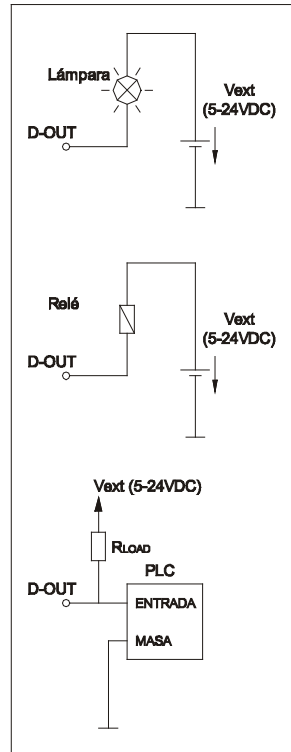 Lámpara
Vext
(5-24VDC)
D-OUT
Relé
Vext
(5-24VDC)
D-OUT
Vext (5-24VDC)
RLOAD
PLC
D-OUT
ENTRADA
MASA